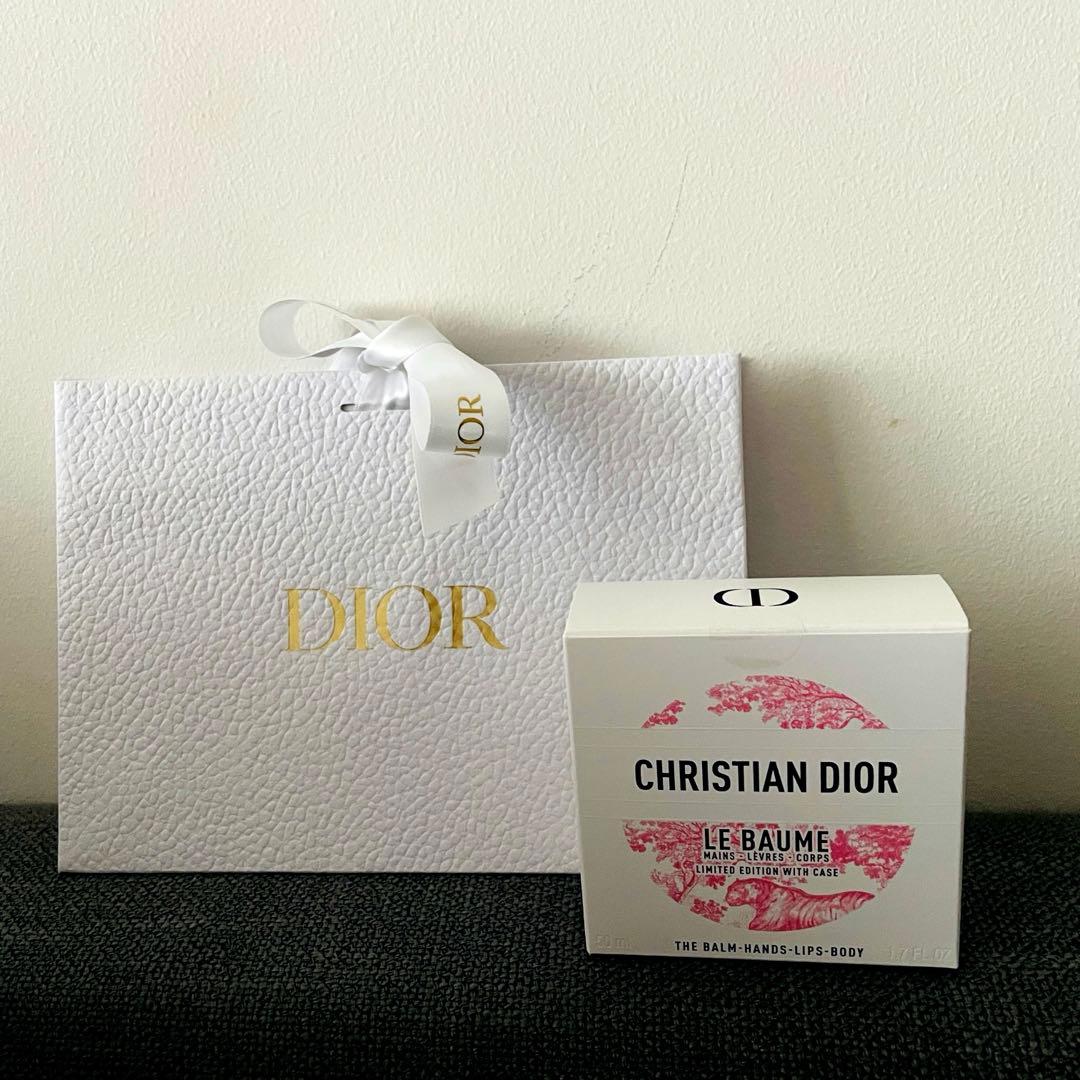 DIOR
DIOR
CD
CHRISTIAN DIOR
LE BAUME
MAINS - LÈVRES - CORPS
LIMITED EDITION WITH CASE
THE BALM-HANDS-LIPS-BODY
50 ml
1.7 FL. OZ